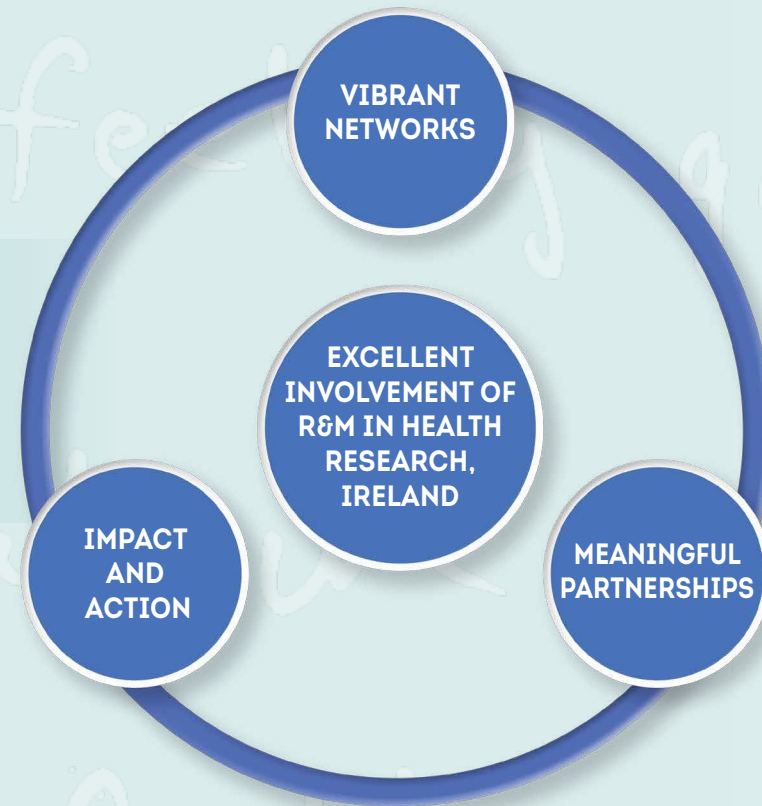 VIBRANT
NETWORKS
EXCELLENT
INVOLVEMENT OF
R&M IN HEALTH
RESEARCH,
IRELAND
IMPACT
AND
ACTION
MEANINGFUL
PARTNERSHIPS